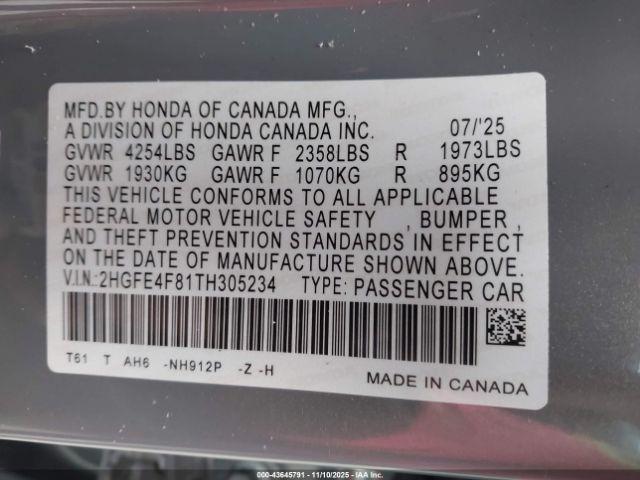 MFD.BY HONDA OF CANADA MFG.,
A DIVISION OF HONDA CANADA INC. 07/'25
GVWR 4254LBS GAWR F 2358LBS R 1973LBS
GVWR 1930KG GAWR F 1070KG R 895KG
THIS VEHICLE CONFORMS TO ALL APPLICABLE
FEDERAL MOTOR VEHICLE SAFETY , BUMPER ,
AND THEFT PREVENTION STANDARDS IN EFFECT
ON THE DATE OF MANUFACTURE SHOWN ABOVE.
V.I.N.:2HGFE4F81TH305234 TYPE: PASSENGER CAR
T61 T AH6 -NH912P -Z -H
MADE IN CANADA
000-43645791 - 11/10/2025 - IAAI Inc.